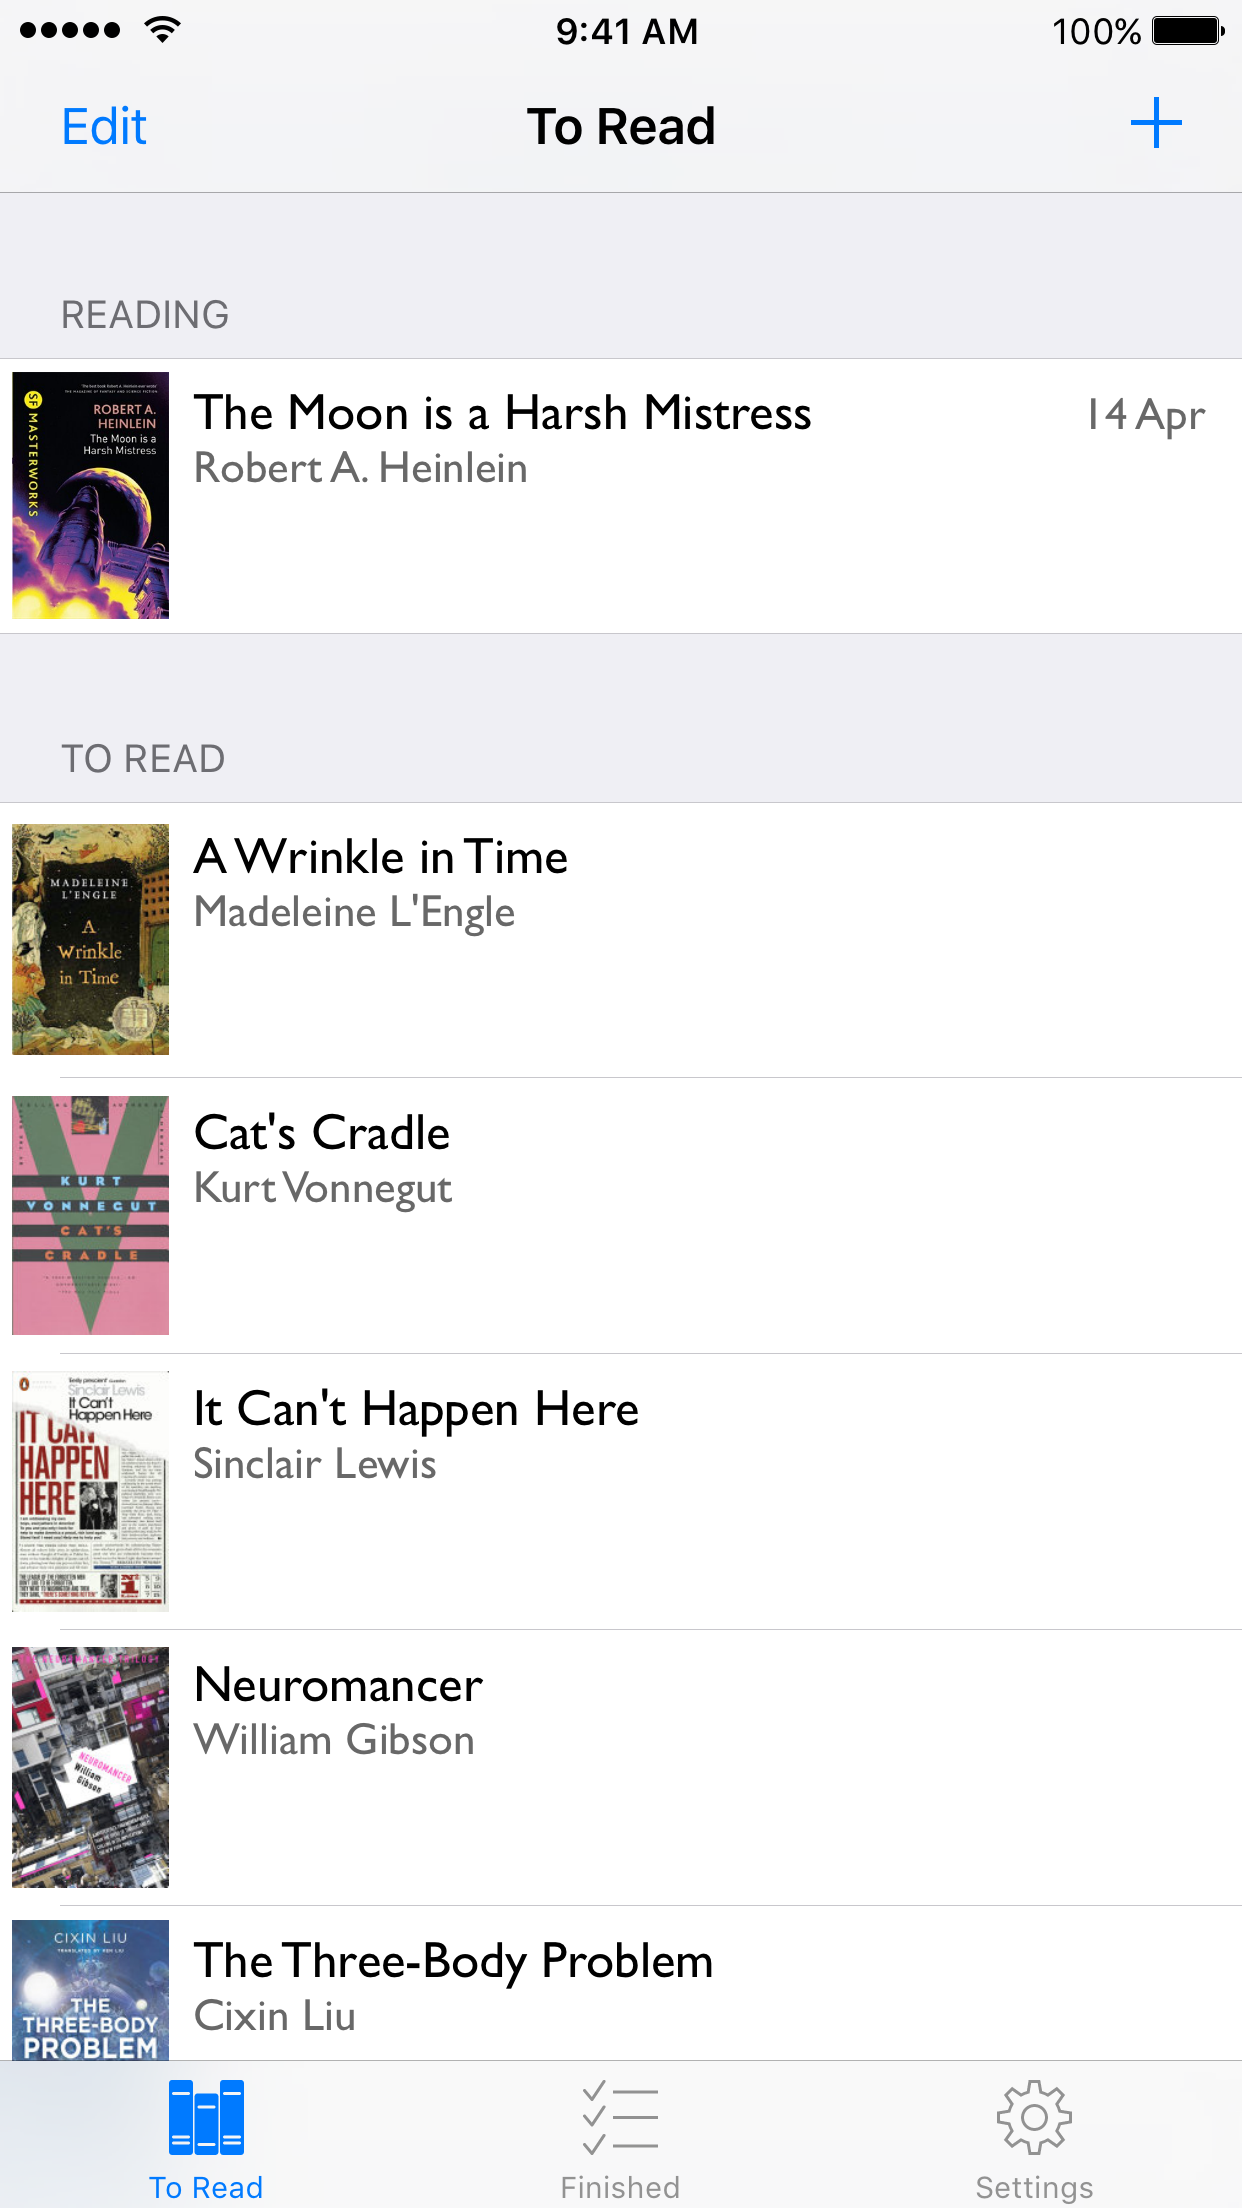 9:41 AM
100%
Edit
To Read
READING
The Moon is a Harsh Mistress
14 Apr
Robert A. Heinlein
SF MASTERWORKS
ROBERT A.
HEINLEIN
The Moon is a
Harsh Mistress
TO READ
A Wrinkle in Time
Madeleine L'Engle
MADELEINE
L'ENGLE
A
Wrinkle
in Time
Cat's Cradle
Kurt Vonnegut
KURT
VONNEGUT
CAT'S
CRADLE
It Can't Happen Here
Sinclair Lewis
Sinclair Lewis
It Can't
Happen Here
IT CAN'T
HAPPEN
HERE
Neuromancer
William Gibson
NEUROMANCER
William
Gibson
The Three-Body Problem
Cixin Liu
CIXIN LIU
TRANSLATED BY KEN LIU
THE
THREE-BODY
PROBLEM
To Read
Finished
Settings